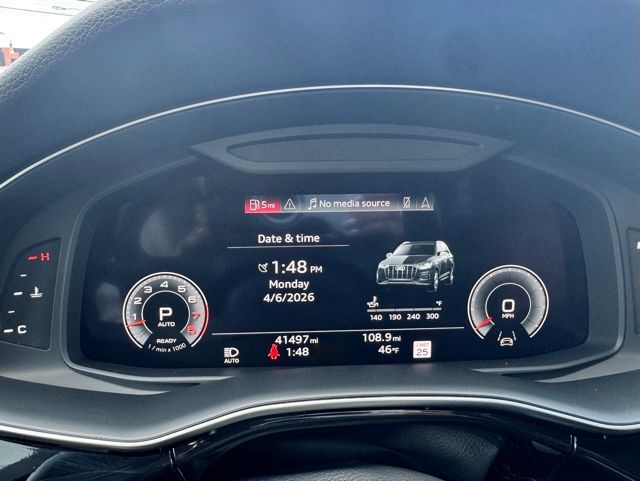 5 mi No media source
Date & time
1:48 PM
Monday
4/6/2026
°F
140 190 240 300
H
C
1 2 3 4 5 6 7 8
P
AUTO
READY
1 / min x 1000
0
MPH
AUTO
41497 mi
1:48
108.9 mi
46 °F
LIMIT
25